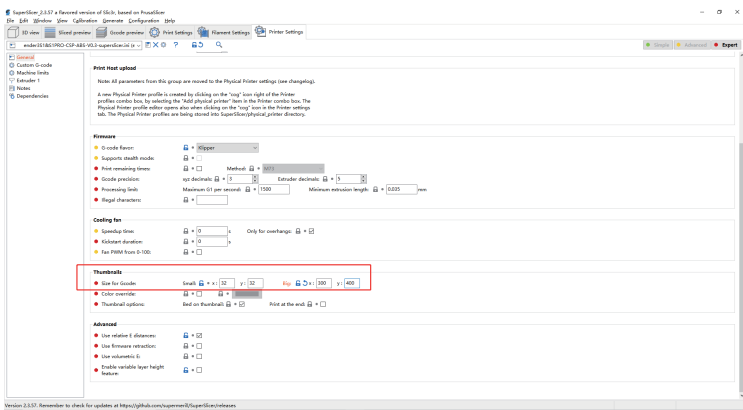 SuperSlicer_2.3.57 a flavored version of Slic3r, based on PrusaSlicer
File Edit Window View Calibration Generate Configuration Help
3D view Sliced preview Gcode preview Print Settings Filament Settings Printer Settings
ender3S1&S1PRO-CSP-ABS-V0.3-superslicer.ini ? Simple Advanced Expert
General
Custom G-code
Machine limits
Extruder 1
Notes
Dependencies
Print Host upload
Note: All parameters from this group are moved to the Physical Printer settings (see changelog).
A new Physical Printer profile is created by clicking on the "cog" icon right of the Printer
profiles combo box, by selecting the "Add physical printer" item in the Printer combo box. The
Physical Printer profile editor opens also when clicking on the "cog" icon in the Printer settings
tab. The Physical Printer profiles are being stored into SuperSlicer/physical_printer directory.
Firmware
G-code flavor: Klipper
Supports stealth mode:
Print remaining times: Method: M73
Gcode precision: xyz decimals: 3 Extruder decimals: 5
Processing limit: Maximum G1 per second: 1500 Minimum extrusion length: 0.035 mm
Illegal characters:
Cooling fan
Speedup time: 0 s Only for overhangs:
Kickstart duration: 0 s
Fan PWM from 0-100:
Thumbnails
Size for Gcode: Small: x: 32 y: 32 Big: x: 300 y: 400
Color override:
Thumbnail options: Bed on thumbnail: Print at the end:
Advanced
Use relative E distances:
Use firmware retraction:
Use volumetric E:
Enable variable layer height
feature:
Version 2.3.57. Remember to check for updates at https://github.com/supermerill/SuperSlicer/releases